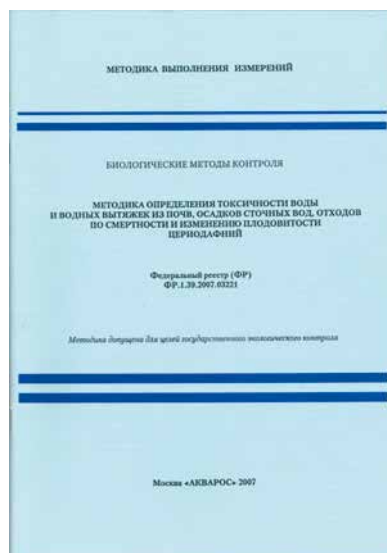 МЕТОДИКА ВЫПОЛНЕНИЯ ИЗМЕРЕНИЙ
БИОЛОГИЧЕСКИЕ МЕТОДЫ КОНТРОЛЯ
МЕТОДИКА ОПРЕДЕЛЕНИЯ ТОКСИЧНОСТИ ВОДЫ
И ВОДНЫХ ВЫТЯЖЕК ИЗ ПОЧВ, ОСАДКОВ СТОЧНЫХ ВОД, ОТХОДОВ
ПО СМЕРТНОСТИ И ИЗМЕНЕНИЮ ПЛОДОВИТОСТИ
ЦЕРИОДАФНИЙ
Федеральный реестр (ФР)
ФР.1.39.2007.03221
Методика допущена для целей государственного экологического контроля
Москва «АКВАРОС» 2007